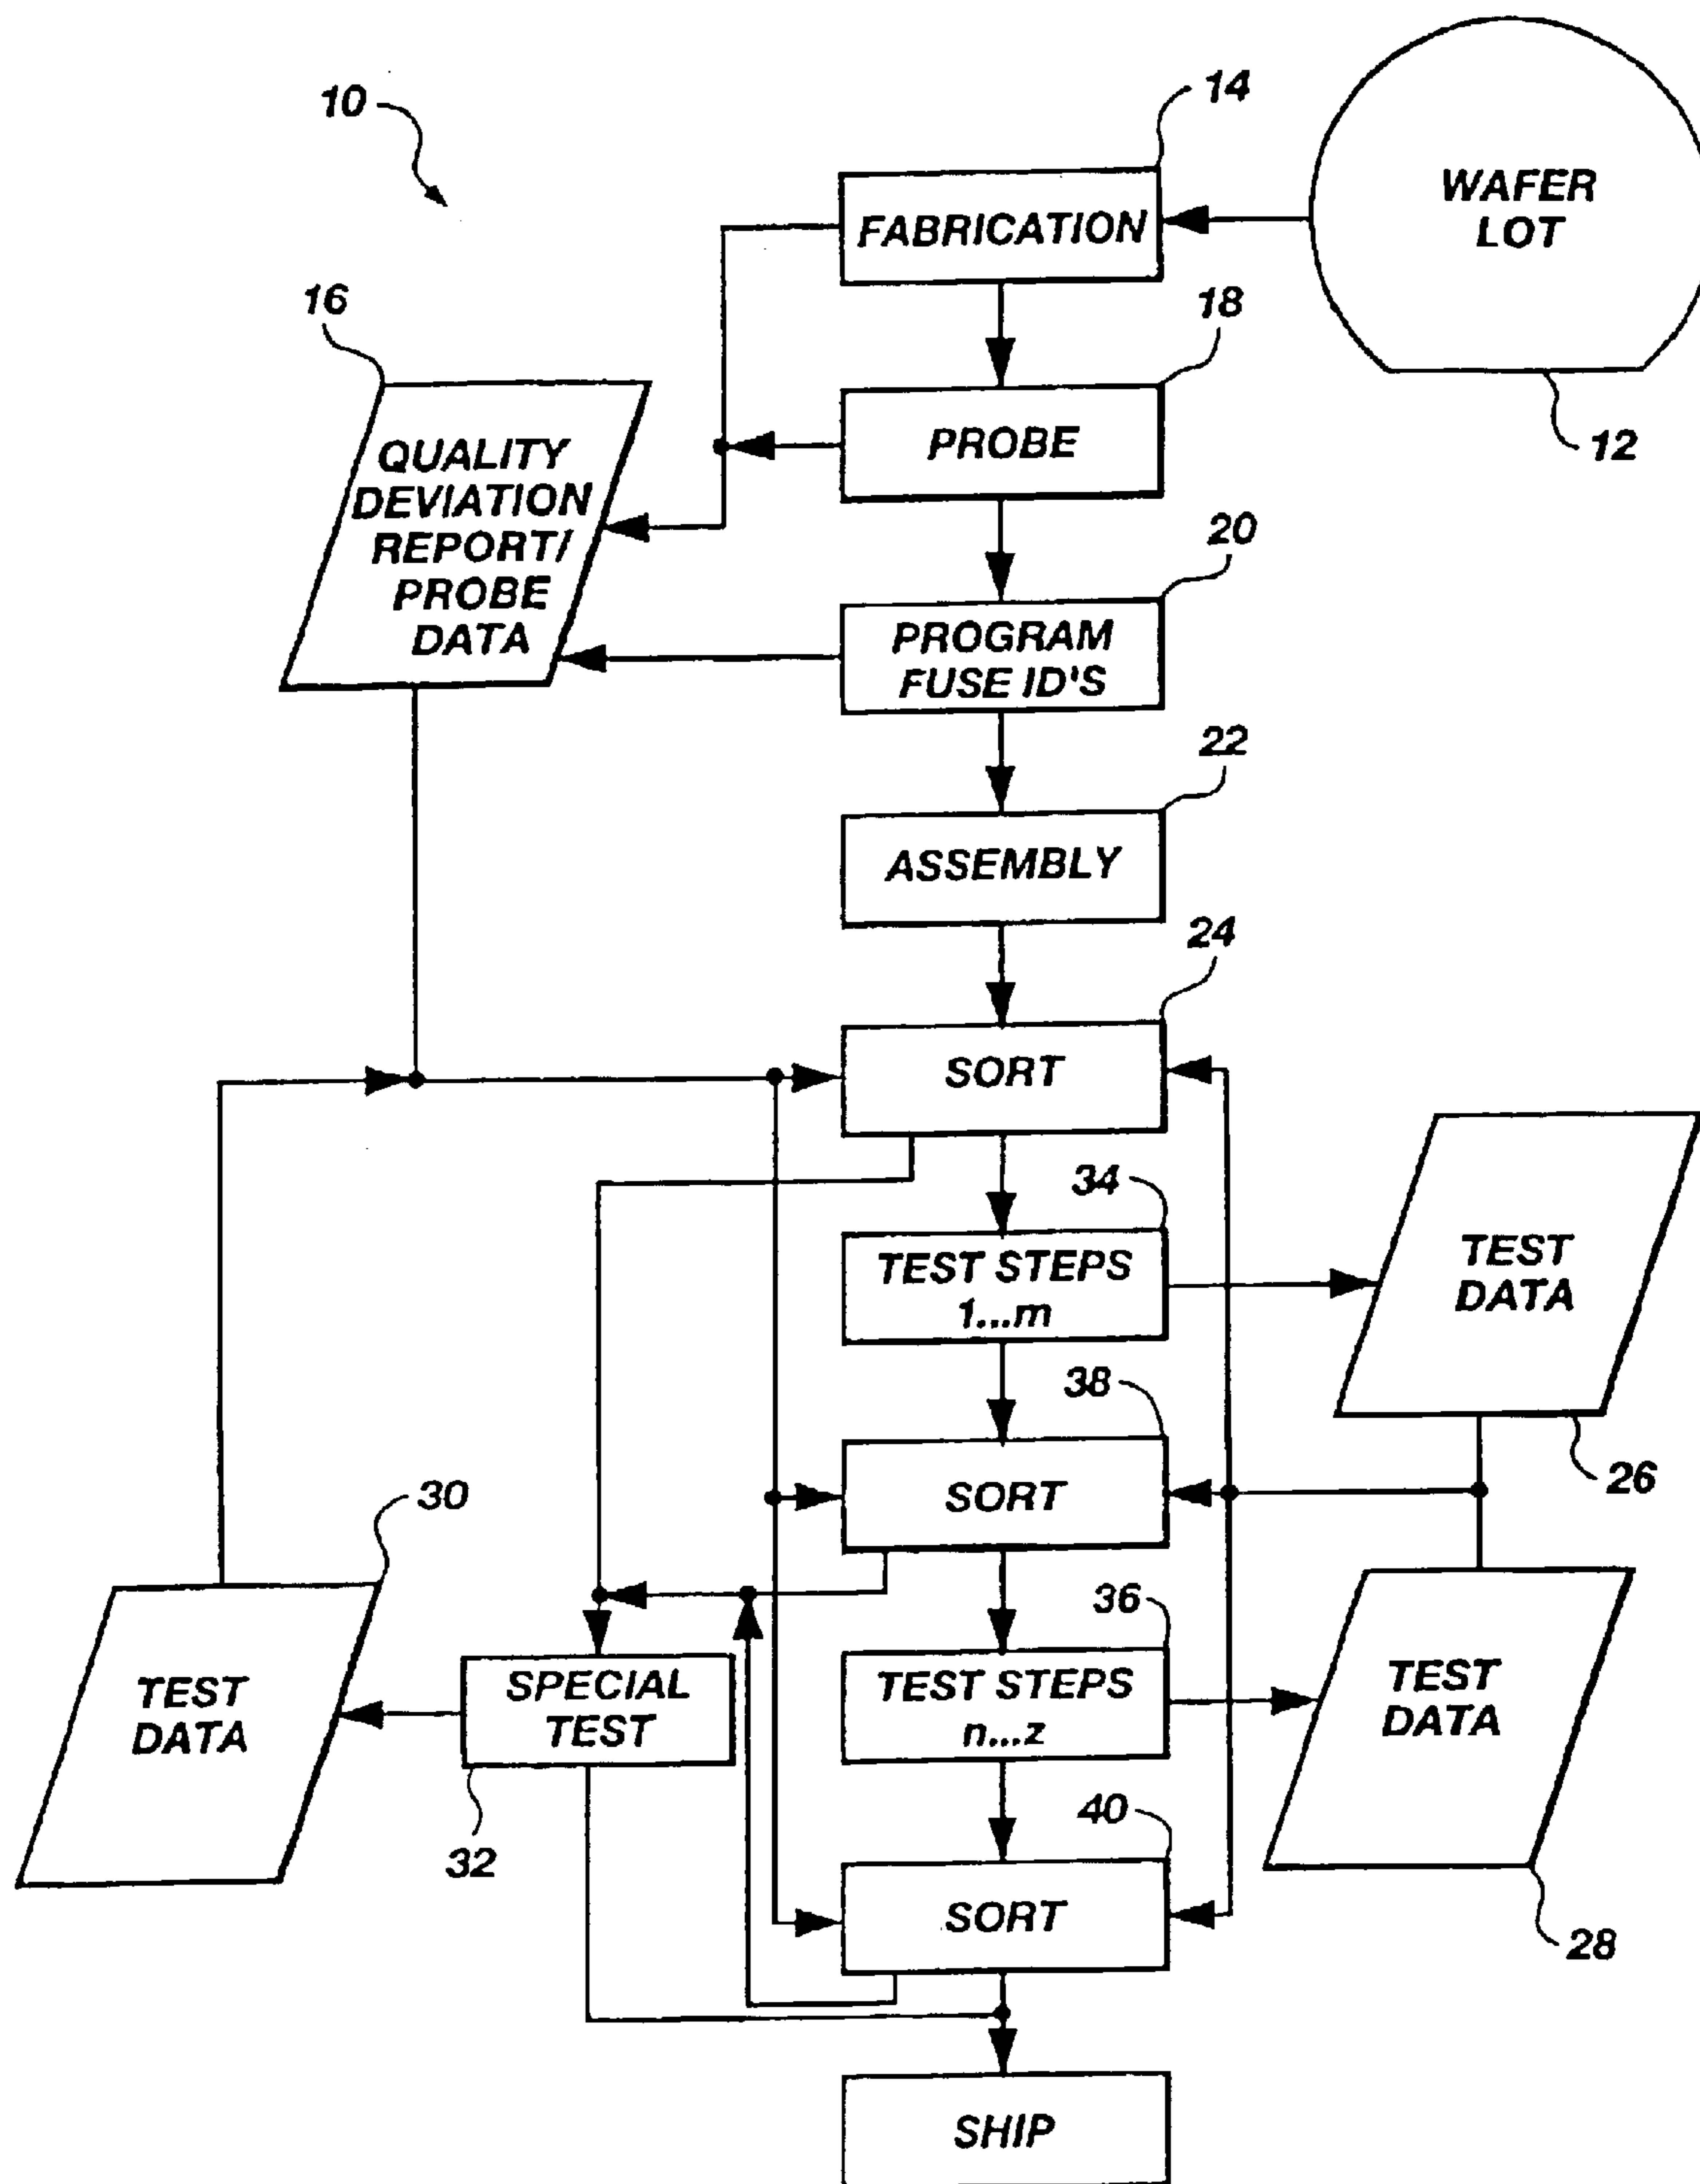 10
14
WAFER
LOT
FABRICATION
16
18
12
QUALITY
DEVIATION
REPORT/
PROBE
DATA
PROBE
20
PROGRAM
FUSE ID'S
22
ASSEMBLY
24
SORT
34
TEST STEPS
1...m
TEST
DATA
26
38
SORT
30
36
TEST
DATA
SPECIAL
TEST
32
TEST STEPS
n...z
TEST
DATA
28
40
SORT
SHIP